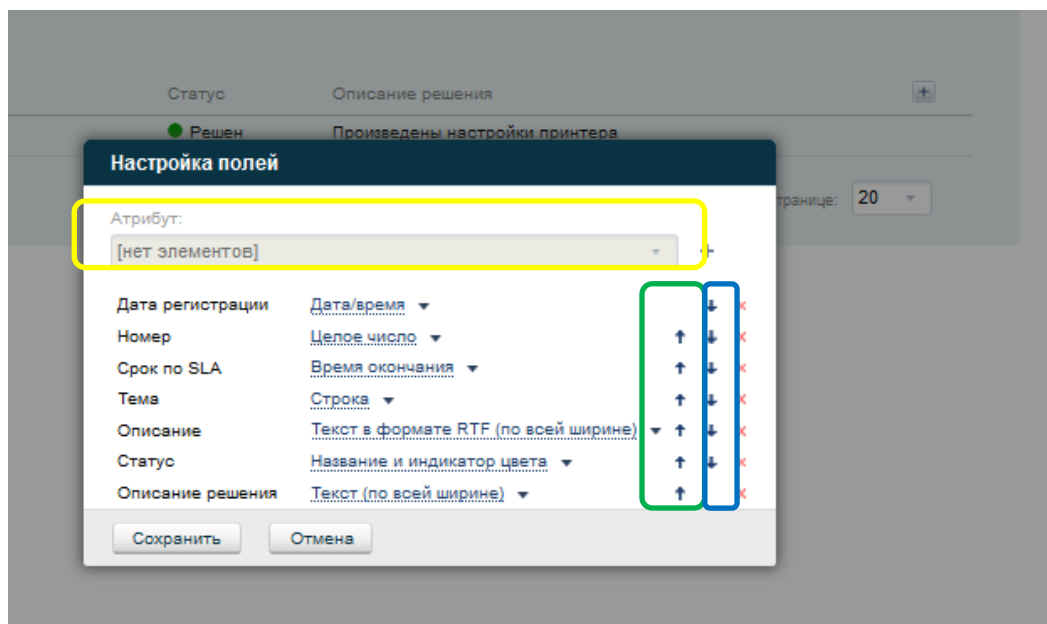 Статус Описание решения
Решен Произведены настройки принтера
Настройка полей
транице: 20
Атрибут:
[нет элементов]
Дата регистрации Дата/время
Номер Целое число
Срок по SLA Время окончания
Тема Строка
Описание Текст в формате RTF (по всей ширине)
Статус Название и индикатор цвета
Описание решения Текст (по всей ширине)
Сохранить Отмена